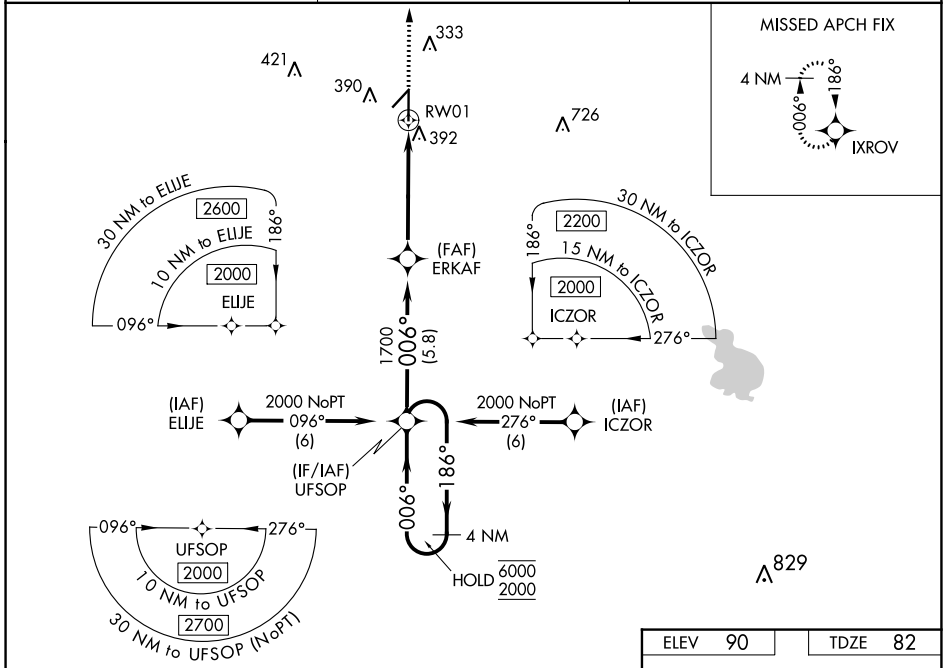 MISSED APCH FIX
4 NM
186°
006°
IXROV
333
421
390
RW01
392
726
30 NM to ELIJE
2600
186°
10 NM to ELIJE
2000
ELIJE
096°
(FAF)
ERKAF
30 NM to ICZOR
2200
186°
15 NM to ICZOR
2000
ICZOR
276°
1700
006°
(5.8)
(IAF)
ELIJE
2000 NoPT
096°
(6)
2000 NoPT
276°
(6)
(IAF)
ICZOR
(IF/IAF)
UFSOP
006°
186°
4 NM
HOLD 6000
2000
096°
276°
UFSOP
2000
10 NM to UFSOP
2700
30 NM to UFSOP (NoPT)
829
ELEV 90
TDZE 82